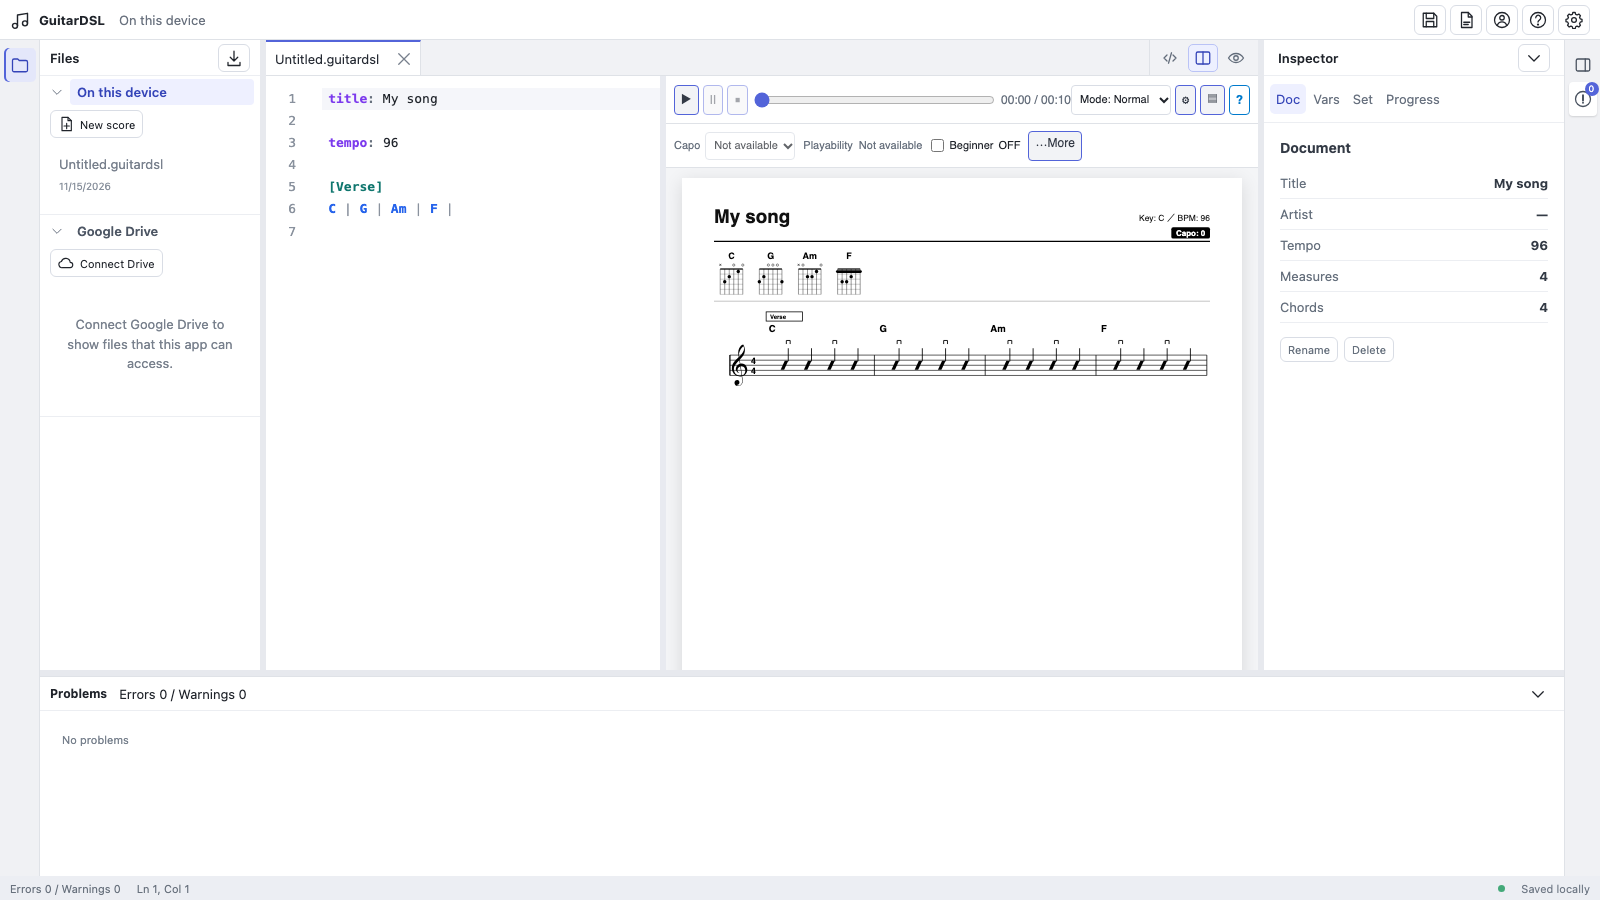 GuitarDSL On this device
Files
On this device
New score
Untitled.guitardsl
11/15/2026
Google Drive
Connect Drive
Connect Google Drive to
show files that this app can
access.
Untitled.guitardsl
1 title: My song
2
3 tempo: 96
4
5 [Verse]
6 C | G | Am | F |
7
00:00 / 00:10 Mode: Normal ?
Capo Not available Playability Not available Beginner OFF ...More
My song
Key: C / BPM: 96
Capo: 0
C G Am F
Verse
C G Am F
4
4
Inspector
Doc Vars Set Progress
Document
Title My song
Artist —
Tempo 96
Measures 4
Chords 4
Rename Delete
0
Problems Errors 0 / Warnings 0
No problems
Errors 0 / Warnings 0 Ln 1, Col 1
Saved locally